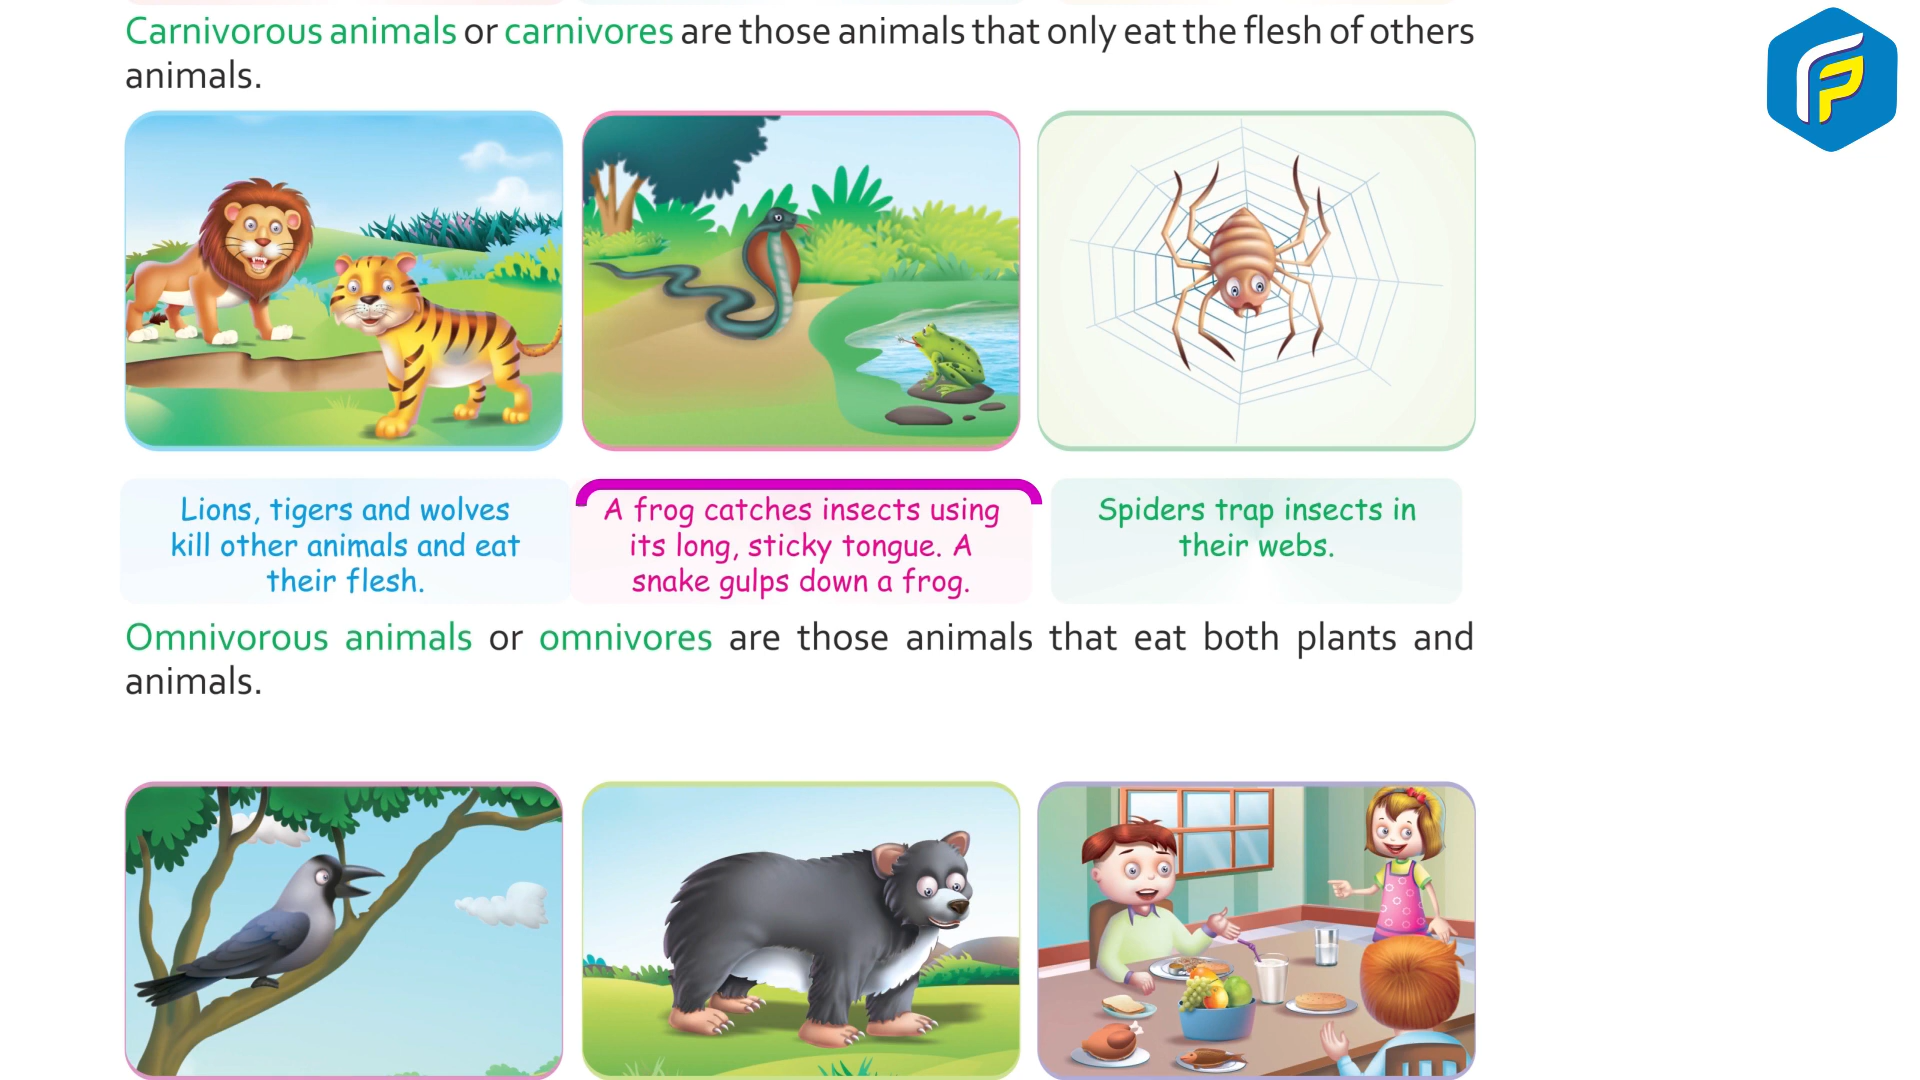 Carnivorous animals or carnivores are those animals that only eat the flesh of others
animals.
Lions, tigers and wolves
kill other animals and eat
their flesh.
A frog catches insects using
its long, sticky tongue. A
snake gulps down a frog.
Spiders trap insects in
their webs.
Omnivorous animals or omnivores are those animals that eat both plants and
animals.